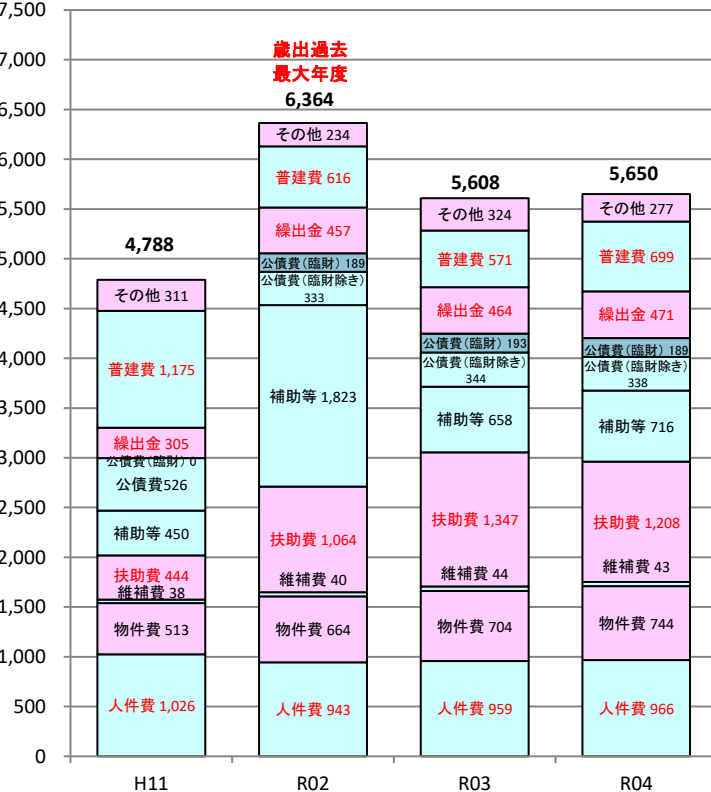 7,500
7,000
6,500
6,000
5,500
5,000
4,500
4,000
3,500
3,000
2,500
2,000
1,500
1,000
500
0
4,788
その他 311
普建費 1,175
繰出金 305
公債費(臨財) 0
公債費526
補助等 450
扶助費 444
維補費 38
物件費 513
人件費 1,026
H11
歳出過去
最大年度
6,364
その他 234
普建費 616
繰出金 457
公債費(臨財) 189
公債費(臨財除き)
333
補助等 1,823
扶助費 1,064
維補費 40
物件費 664
人件費 943
R02
5,608
その他 324
普建費 571
繰出金 464
公債費(臨財) 193
公債費(臨財除き)
344
補助等 658
扶助費 1,347
維補費 44
物件費 704
人件費 959
R03
5,650
その他 277
普建費 699
繰出金 471
公債費(臨財) 189
公債費(臨財除き)
338
補助等 716
扶助費 1,208
維補費 43
物件費 744
人件費 966
R04